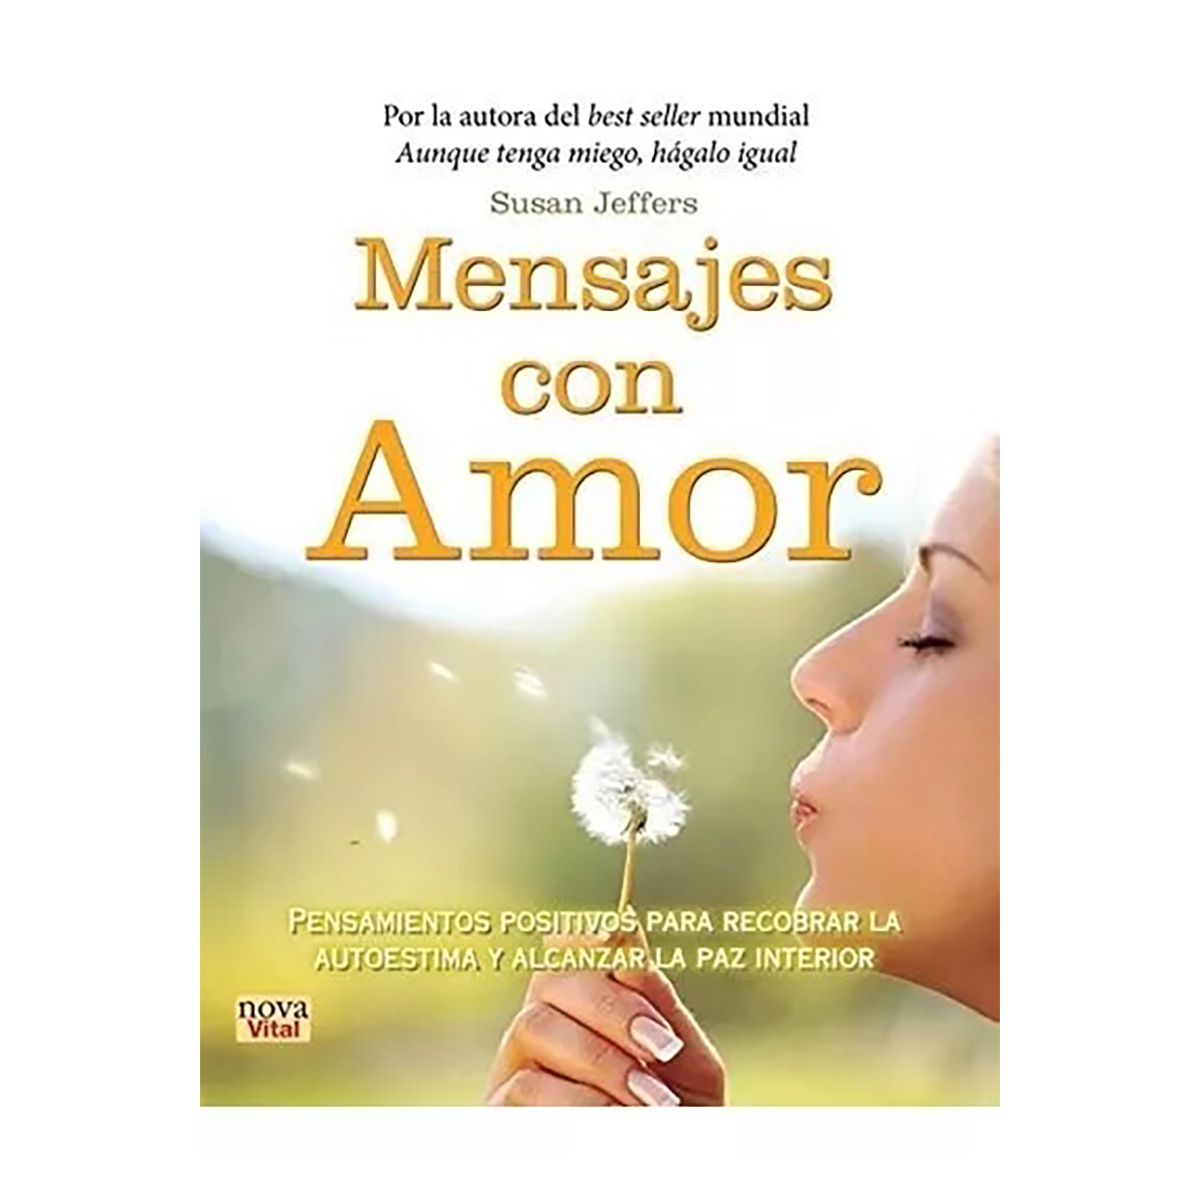 Por la autora del best seller mundial
Aunque tenga miego, hágalo igual
Susan Jeffers
Mensajes
con
Amor
PENSAMIENTOS POSITIVOS PARA RECOBRAR LA
AUTOESTIMA Y ALCANZAR LA PAZ INTERIOR
nova
Vital